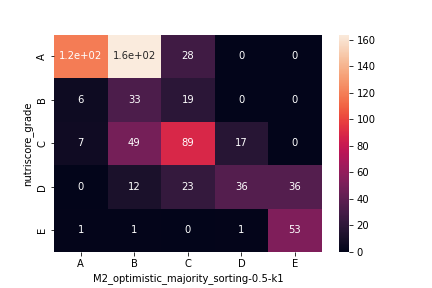 1.2e+02 1.6e+02 28 0 0
6 33 19 0 0
7 49 89 17 0
0 12 23 36 36
1 1 0 1 53
A
B
C
D
E
nutriscore_grade
A B C D E
M2_optimistic_majority_sorting-0.5-k1
160
140
120
100
80
60
40
20
0